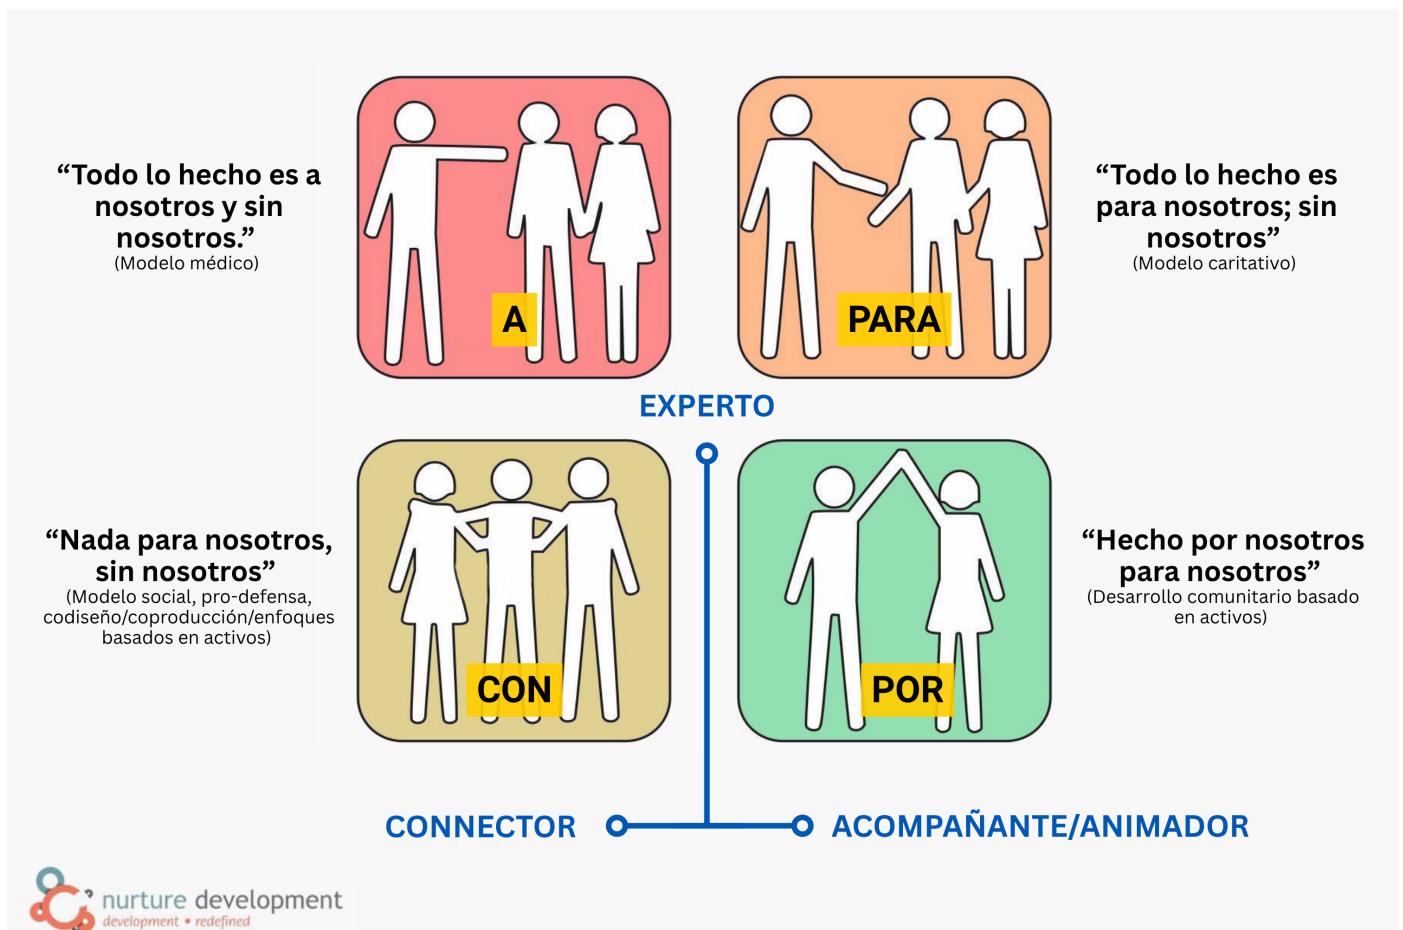 “Todo lo hecho es a
nosotros y sin
nosotros.”
(Modelo médico)
A
PARA
“Todo lo hecho es
para nosotros; sin
nosotros”
(Modelo caritativo)
EXPERTO
“Nada para nosotros,
sin nosotros”
(Modelo social, pro-defensa,
codiseño/coproducción/enfoques
basados en activos)
CON
POR
“Hecho por nosotros
para nosotros”
(Desarrollo comunitario basado
en activos)
CONNECTOR
ACOMPAÑANTE/ANIMADOR
nurture development
development • redefined